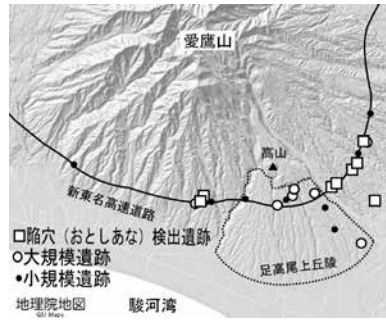 愛鷹山
高山
新東名高速道路
足高尾上丘陵
□陥穴（おとしあな）検出遺跡
○大規模遺跡
●小規模遺跡
地理院地図
GSI Maps
駿河湾